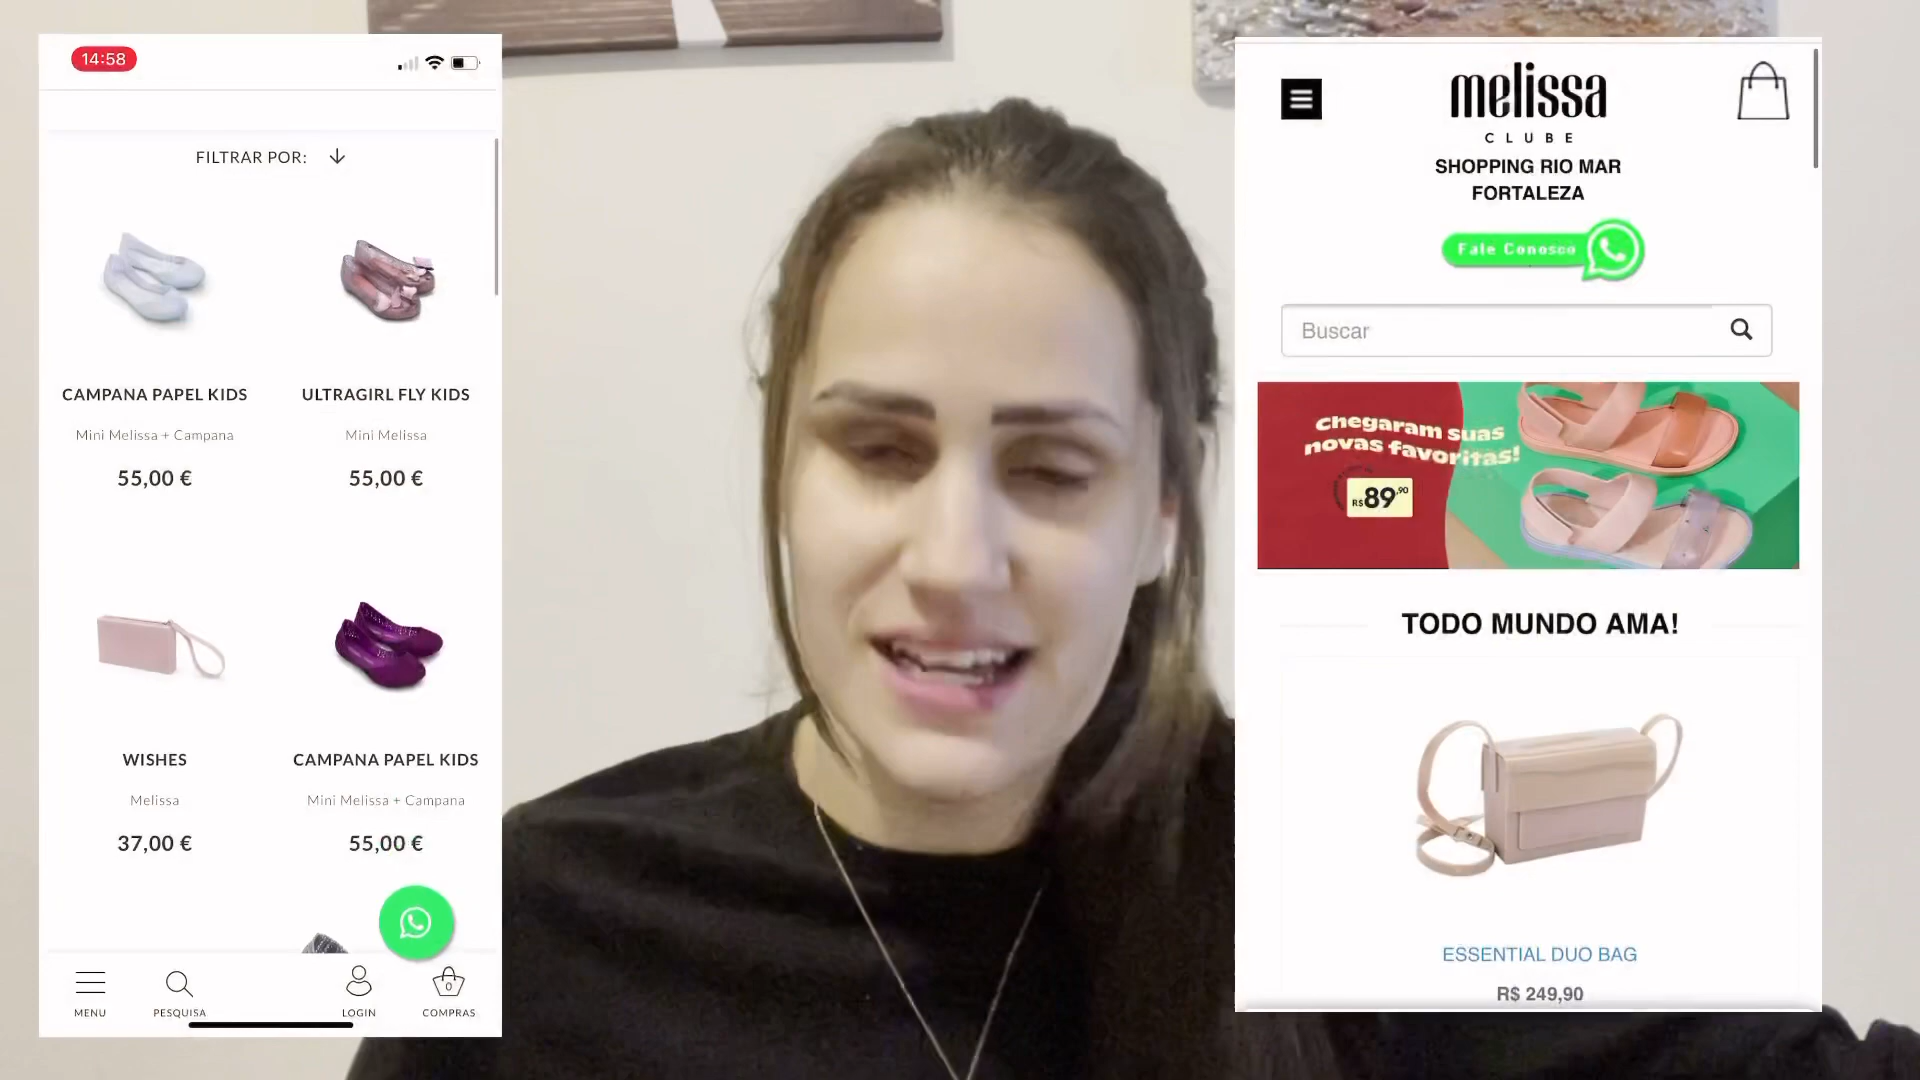 14:58
FILTRAR POR:
CAMPANA PAPEL KIDS
Mini Melissa + Campana
55,00 €
ULTRAGIRL FLY KIDS
Mini Melissa
55,00 €
WISHES
Melissa
37,00 €
CAMPANA PAPEL KIDS
Mini Melissa + Campana
55,00 €
MENU
PESQUISA
LOGIN
0
COMPRAS
melissa
CLUBE
SHOPPING RIO MAR
FORTALEZA
Fale Conosco
Buscar
Chegaram suas
novas favoritas!
R$89,90
TODO MUNDO AMA!
ESSENTIAL DUO BAG
R$ 249,90